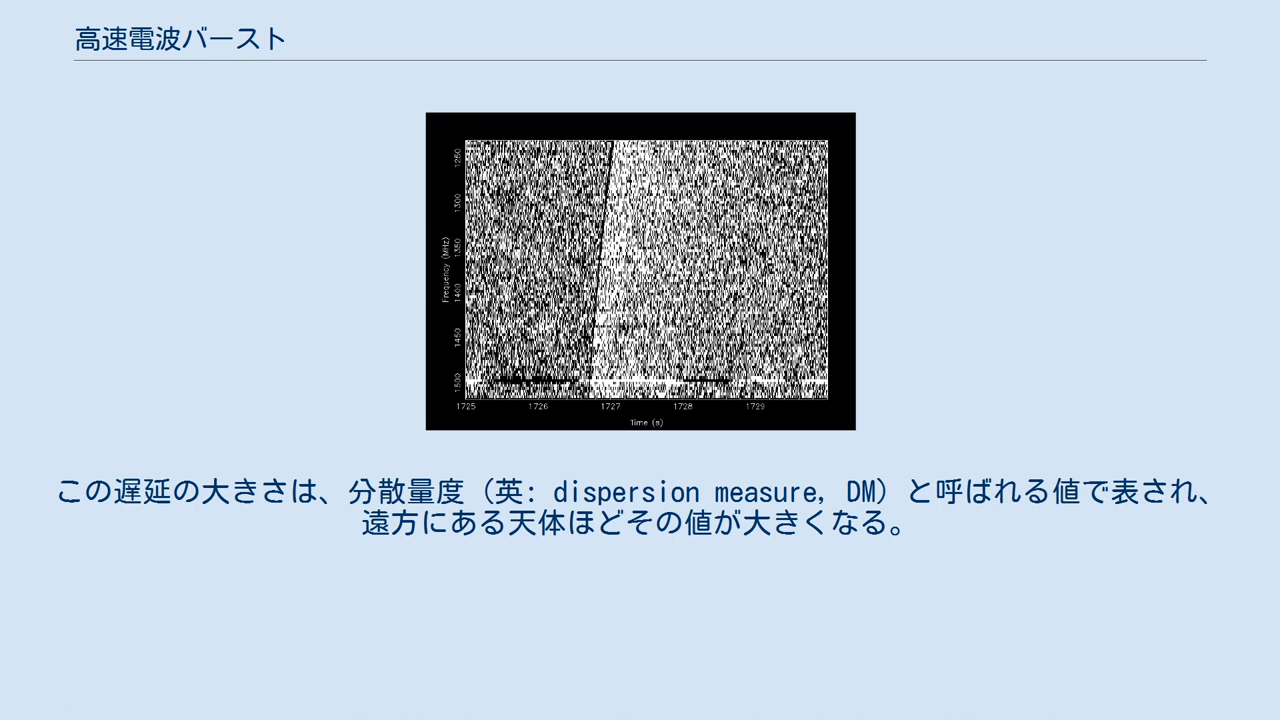 高速電波バースト
1250
1300
1350
1400
1450
1500
Frequency (MHz)
1725 1726 1727 1728 1729
Time (s)
この遅延の大きさは、分散量度（英: dispersion measure, DM）と呼ばれる値で表され、
遠方にある天体ほどその値が大きくなる。